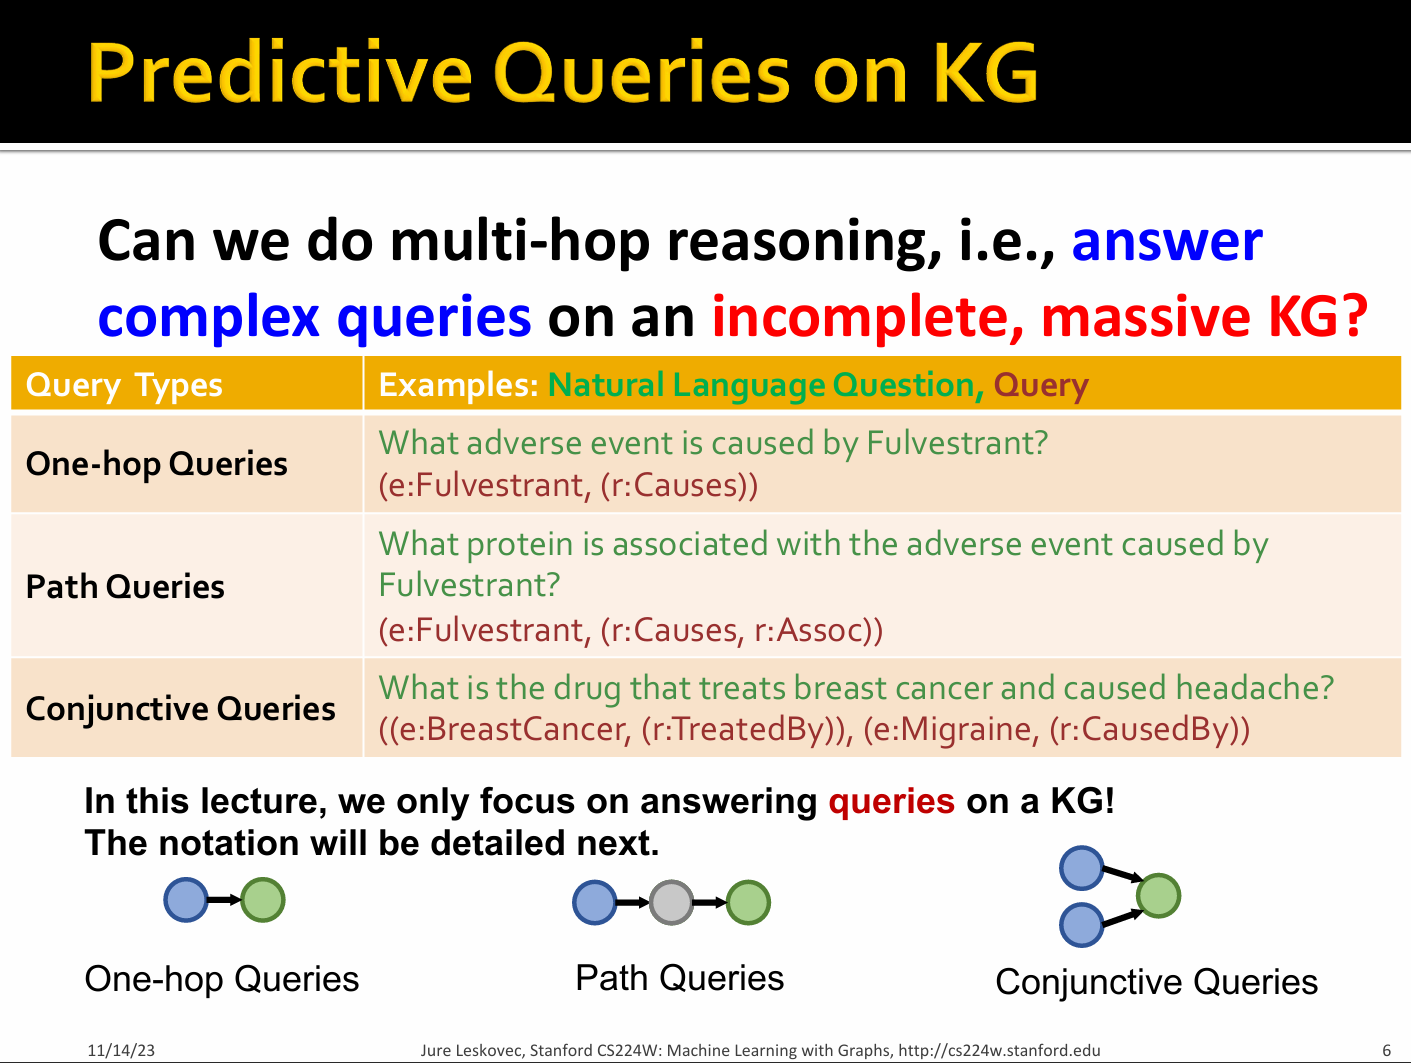 Predictive Queries on KG
Can we do multi-hop reasoning, i.e., answer
complex queries on an incomplete, massive KG?
Query Types
Examples: Natural Language Question, Query
One-hop Queries
What adverse event is caused by Fulvestrant?
(e:Fulvestrant, (r:Causes))
Path Queries
What protein is associated with the adverse event caused by
Fulvestrant?
(e:Fulvestrant, (r:Causes, r:Assoc))
Conjunctive Queries
What is the drug that treats breast cancer and caused headache?
((e:BreastCancer, (r:TreatedBy)), (e:Migraine, (r:CausedBy))
In this lecture, we only focus on answering queries on a KG!
The notation will be detailed next.
One-hop Queries
Path Queries
Conjunctive Queries
11/14/23
Jure Leskovec, Stanford CS224W: Machine Learning with Graphs, http://cs224w.stanford.edu
6